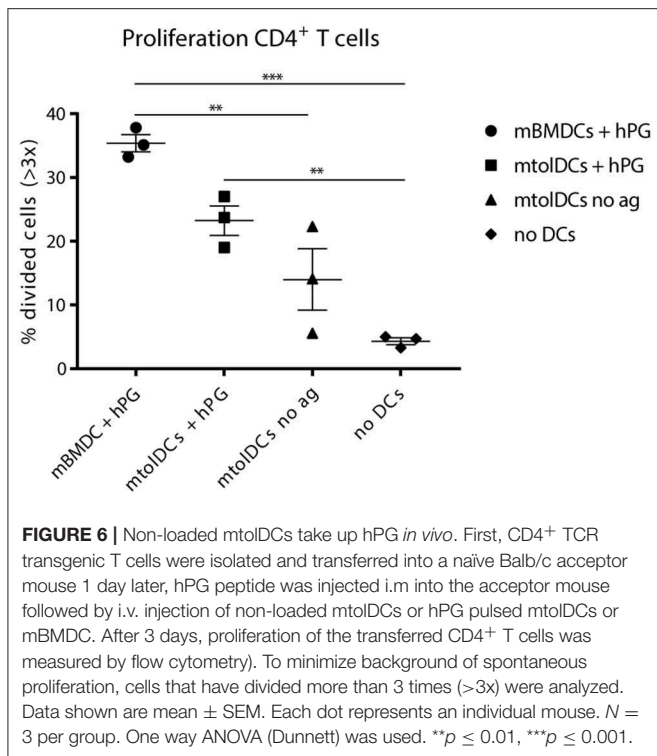 Proliferation CD4+ T cells
***
**
**
% divided cells (>3x)
40
30
20
10
0
mBMDC + hPG
mtolDCs + hPG
mtolDCs no ag
no DCs
mBMDCs + hPG
mtolDCs + hPG
mtolDCs no ag
no DCs
FIGURE 6 | Non-loaded mtolDCs take up hPG in vivo. First, CD4+ TCR
transgenic T cells were isolated and transferred into a naïve Balb/c acceptor
mouse 1 day later, hPG peptide was injected i.m into the acceptor mouse
followed by i.v. injection of non-loaded mtolDCs or hPG pulsed mtolDCs or
mBMDC. After 3 days, proliferation of the transferred CD4+ T cells was
measured by flow cytometry). To minimize background of spontaneous
proliferation, cells that have divided more than 3 times (>3x) were analyzed.
Data shown are mean ± SEM. Each dot represents an individual mouse. N =
3 per group. One way ANOVA (Dunnett) was used. **p ≤ 0.01, ***p ≤ 0.001.